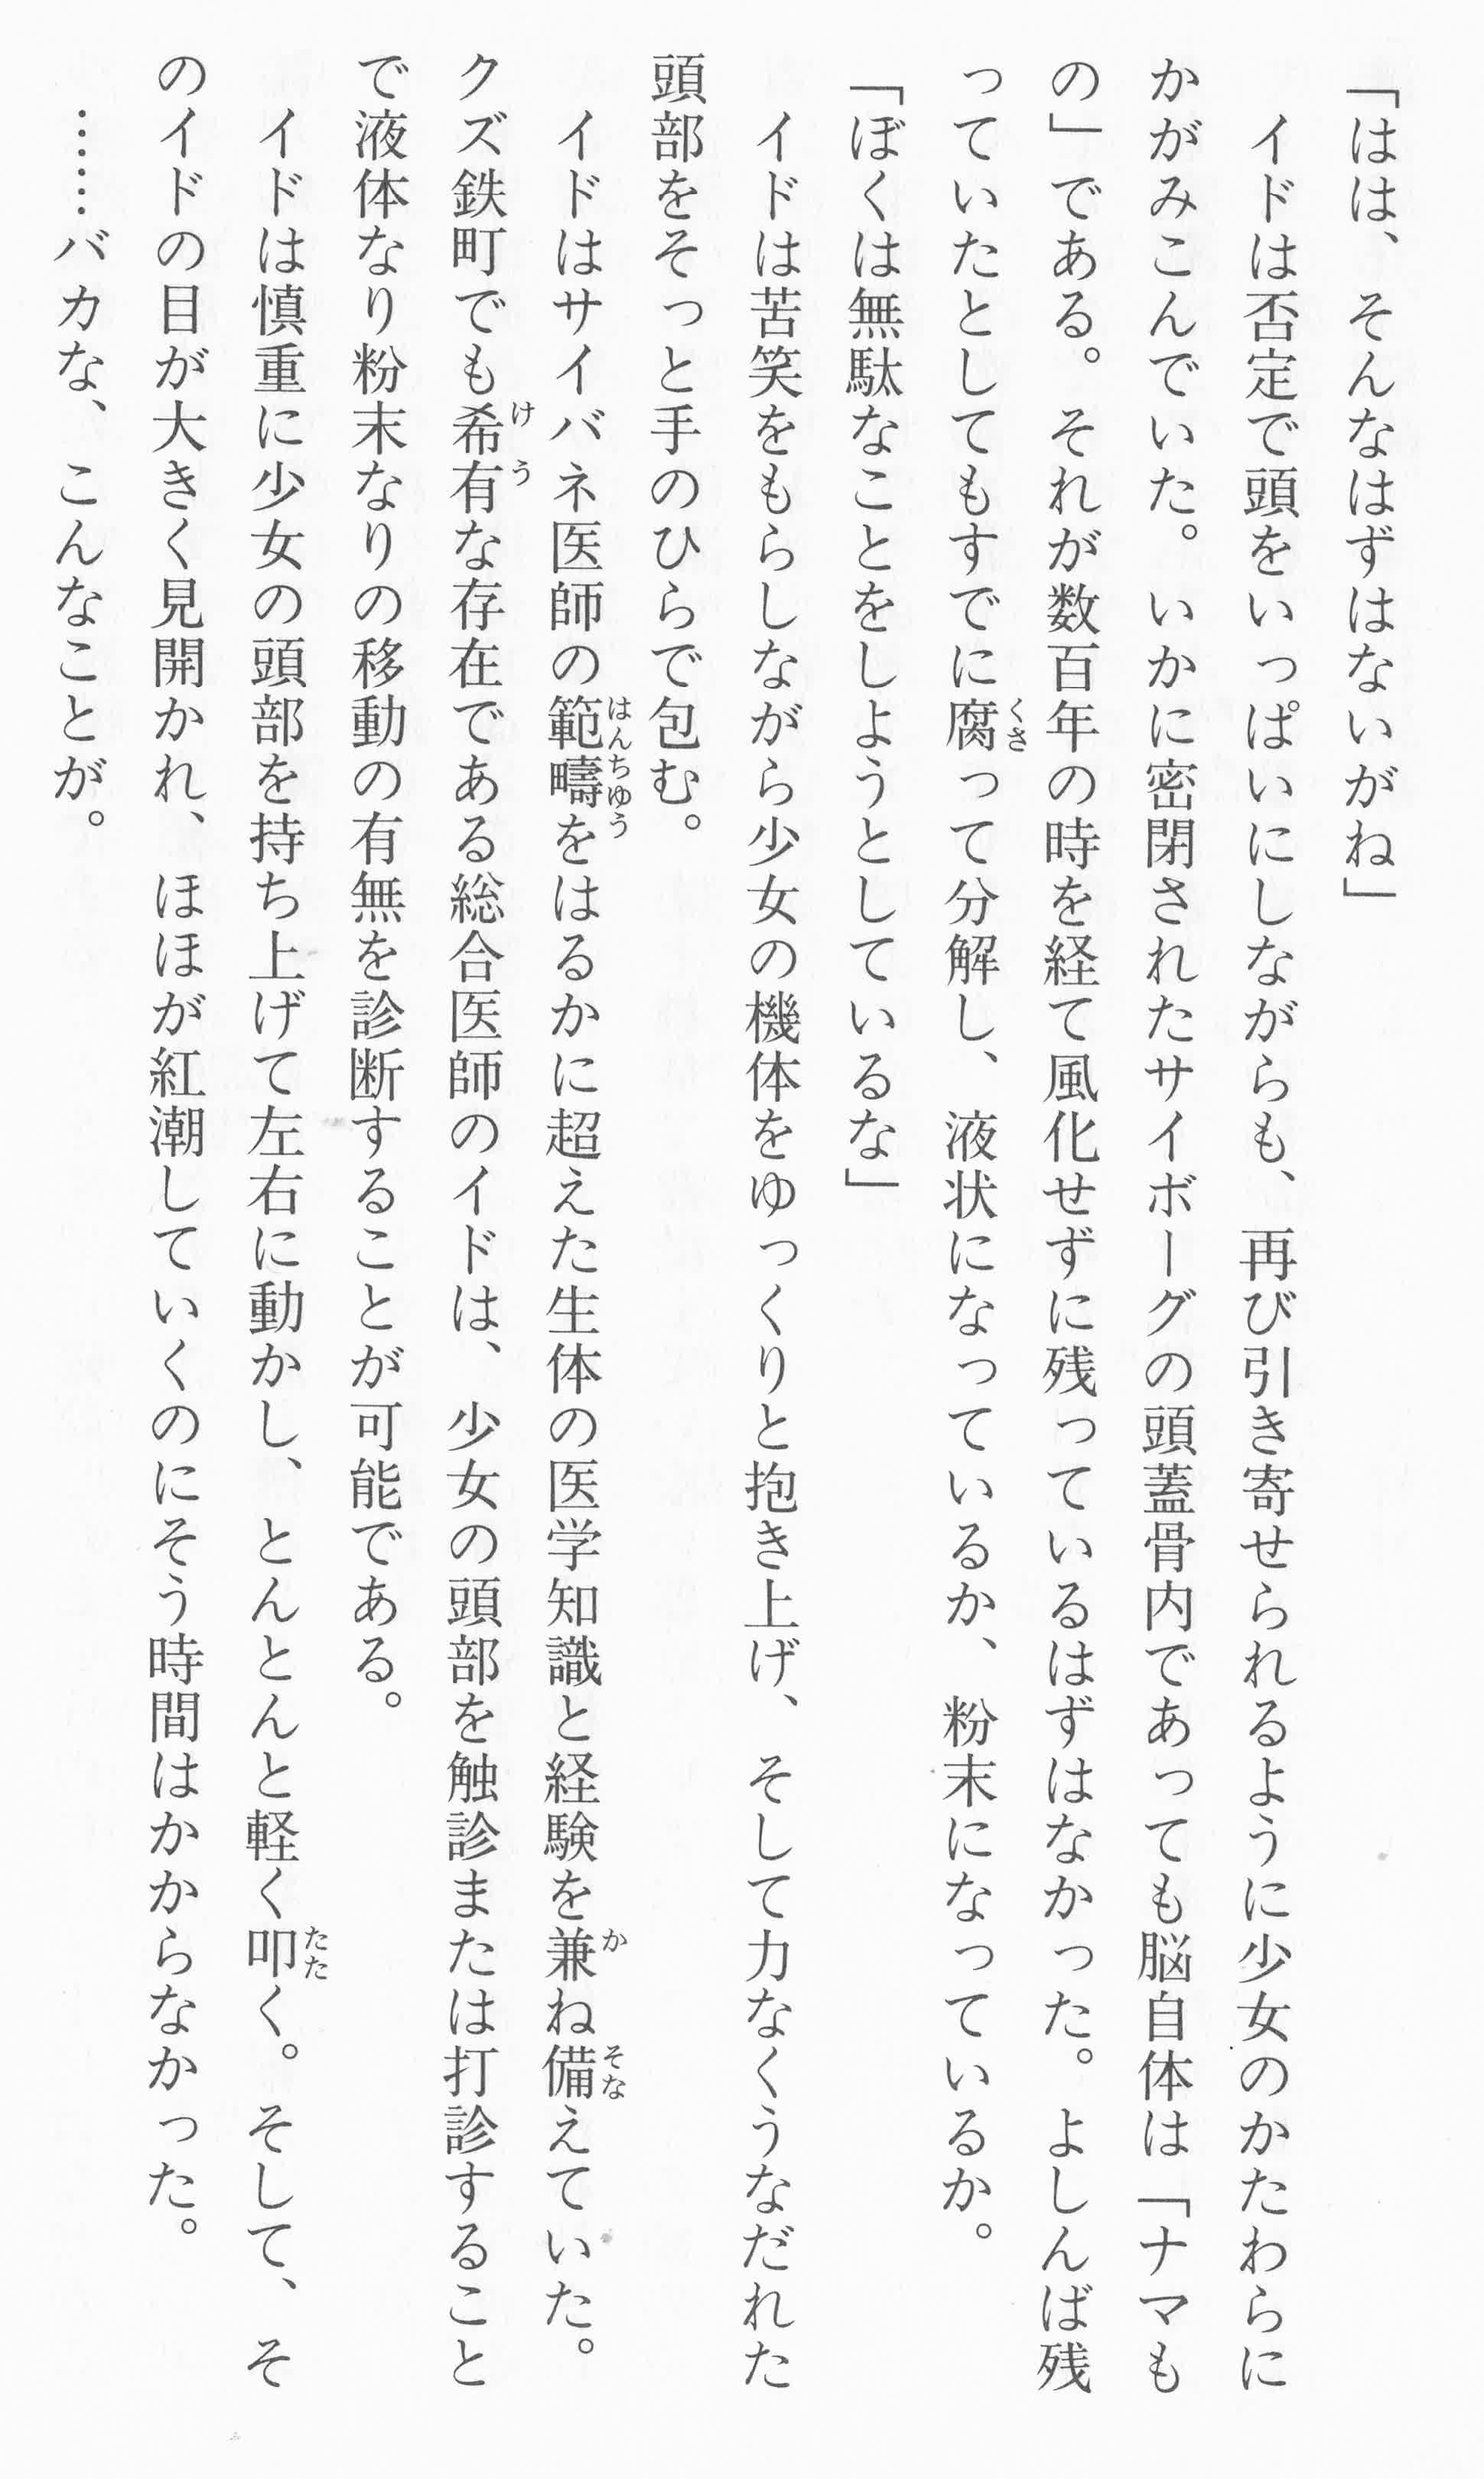 「はは、そんなはずはないがね」
　イドは否定で頭をいっぱいにしながらも、再び引き寄せられるように少女のかたわらに
かがみこんでいた。いかに密閉されたサイボーグの頭蓋骨内であっても脳自体は「ナマも
の」である。それが数百年の時を経て風化せずに残っているはずはなかった。よしんば残
っていたとしてもすでに腐って分解し、液状になっているか、粉末になっているか。
「ぼくは無駄なことをしようとしているな」
　イドは苦笑をもらしながら少女の機体をゆっくりと抱き上げ、そして力なくうなだれた
頭部をそっと手のひらで包む。
　イドはサイバネ医師の範疇をはるかに超えた生体の医学知識と経験を兼ね備えていた。
クズ鉄町でも希有な存在である総合医師のイドは、少女の頭部を触診または打診すること
で液体なり粉末なりの移動の有無を診断することが可能である。
　イドは慎重に少女の頭部を持ち上げて左右に動かし、とんとんと軽く叩く。そして、そ
のイドの目が大きく見開かれ、ほほが紅潮していくのにそう時間はかからなかった。
　……バカな、こんなことが。